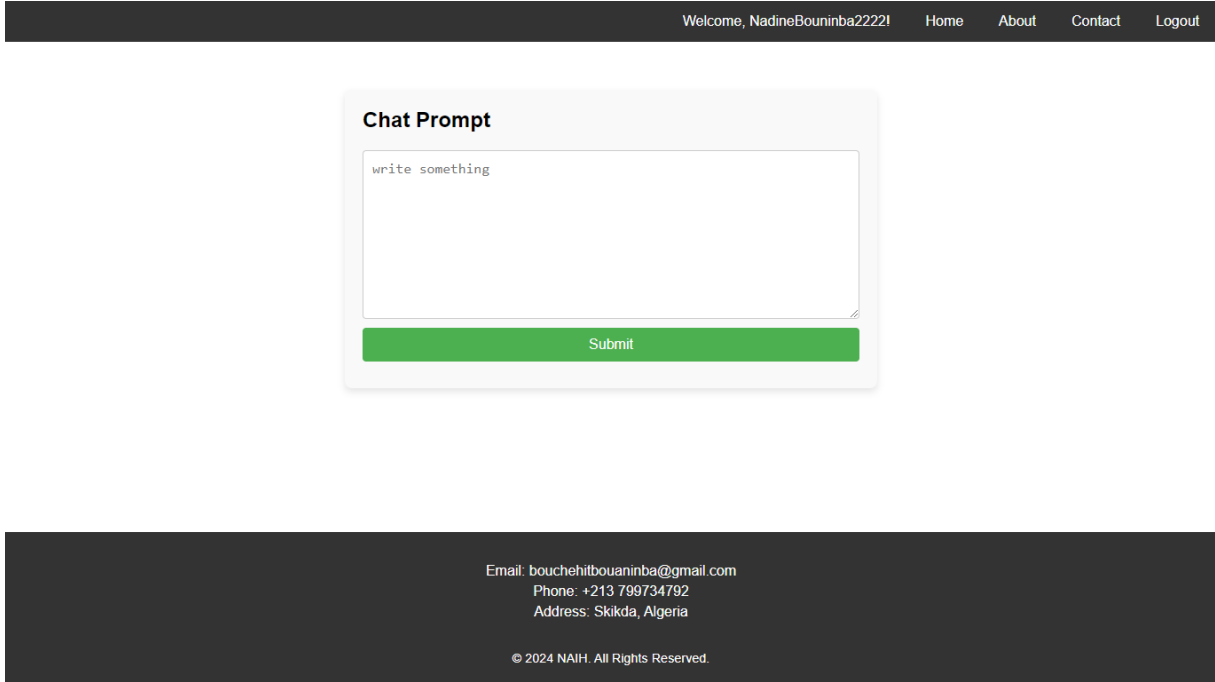 Welcome, NadineBouninba2222! Home About Contact Logout
Chat Prompt
write something
Submit
Email: bouchehitbouaninba@gmail.com
Phone: +213 799734792
Address: Skikda, Algeria
© 2024 NAIH. All Rights Reserved.